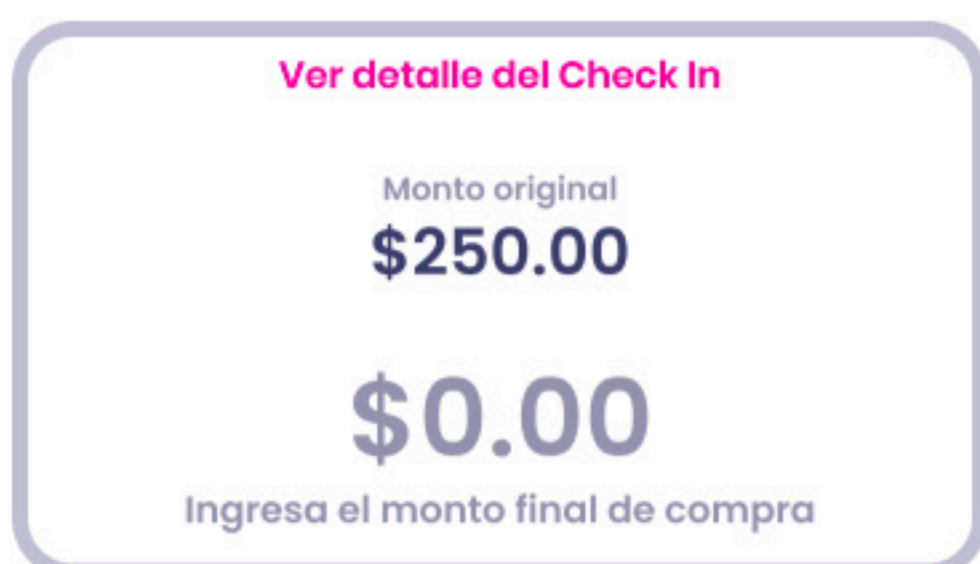 Ver detalle del Check In
Monto original
$250.00
$0.00
Ingresa el monto final de compra